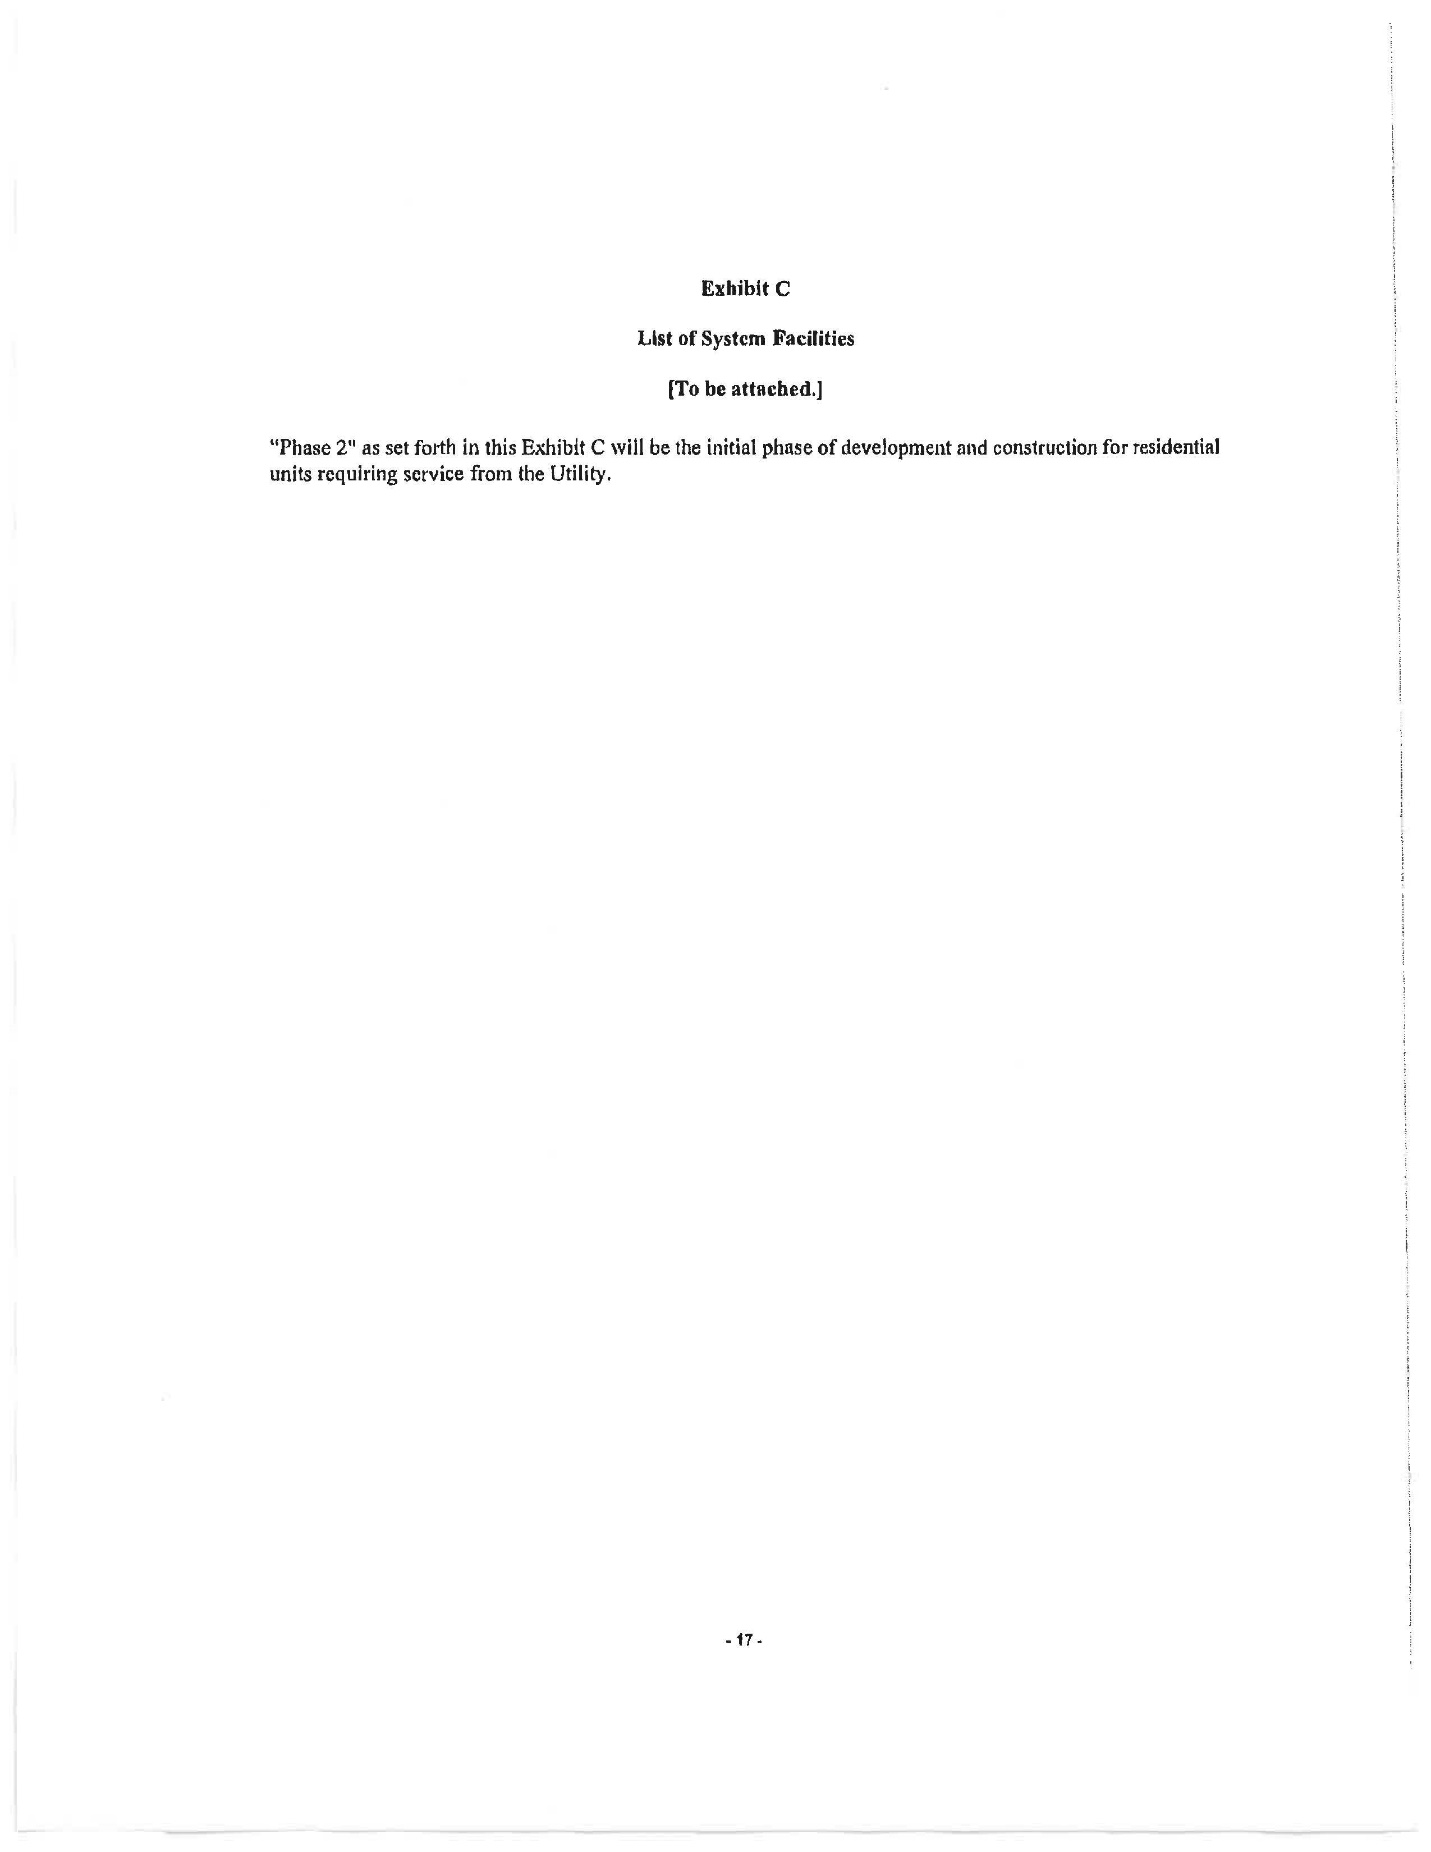 Exhibit C
List of System Facilities
[To be attached.]
“Phase 2" as set forth in this Exhibit C will be the initial phase of development and construction for residential
units requiring service from the Utility.
- 17 -